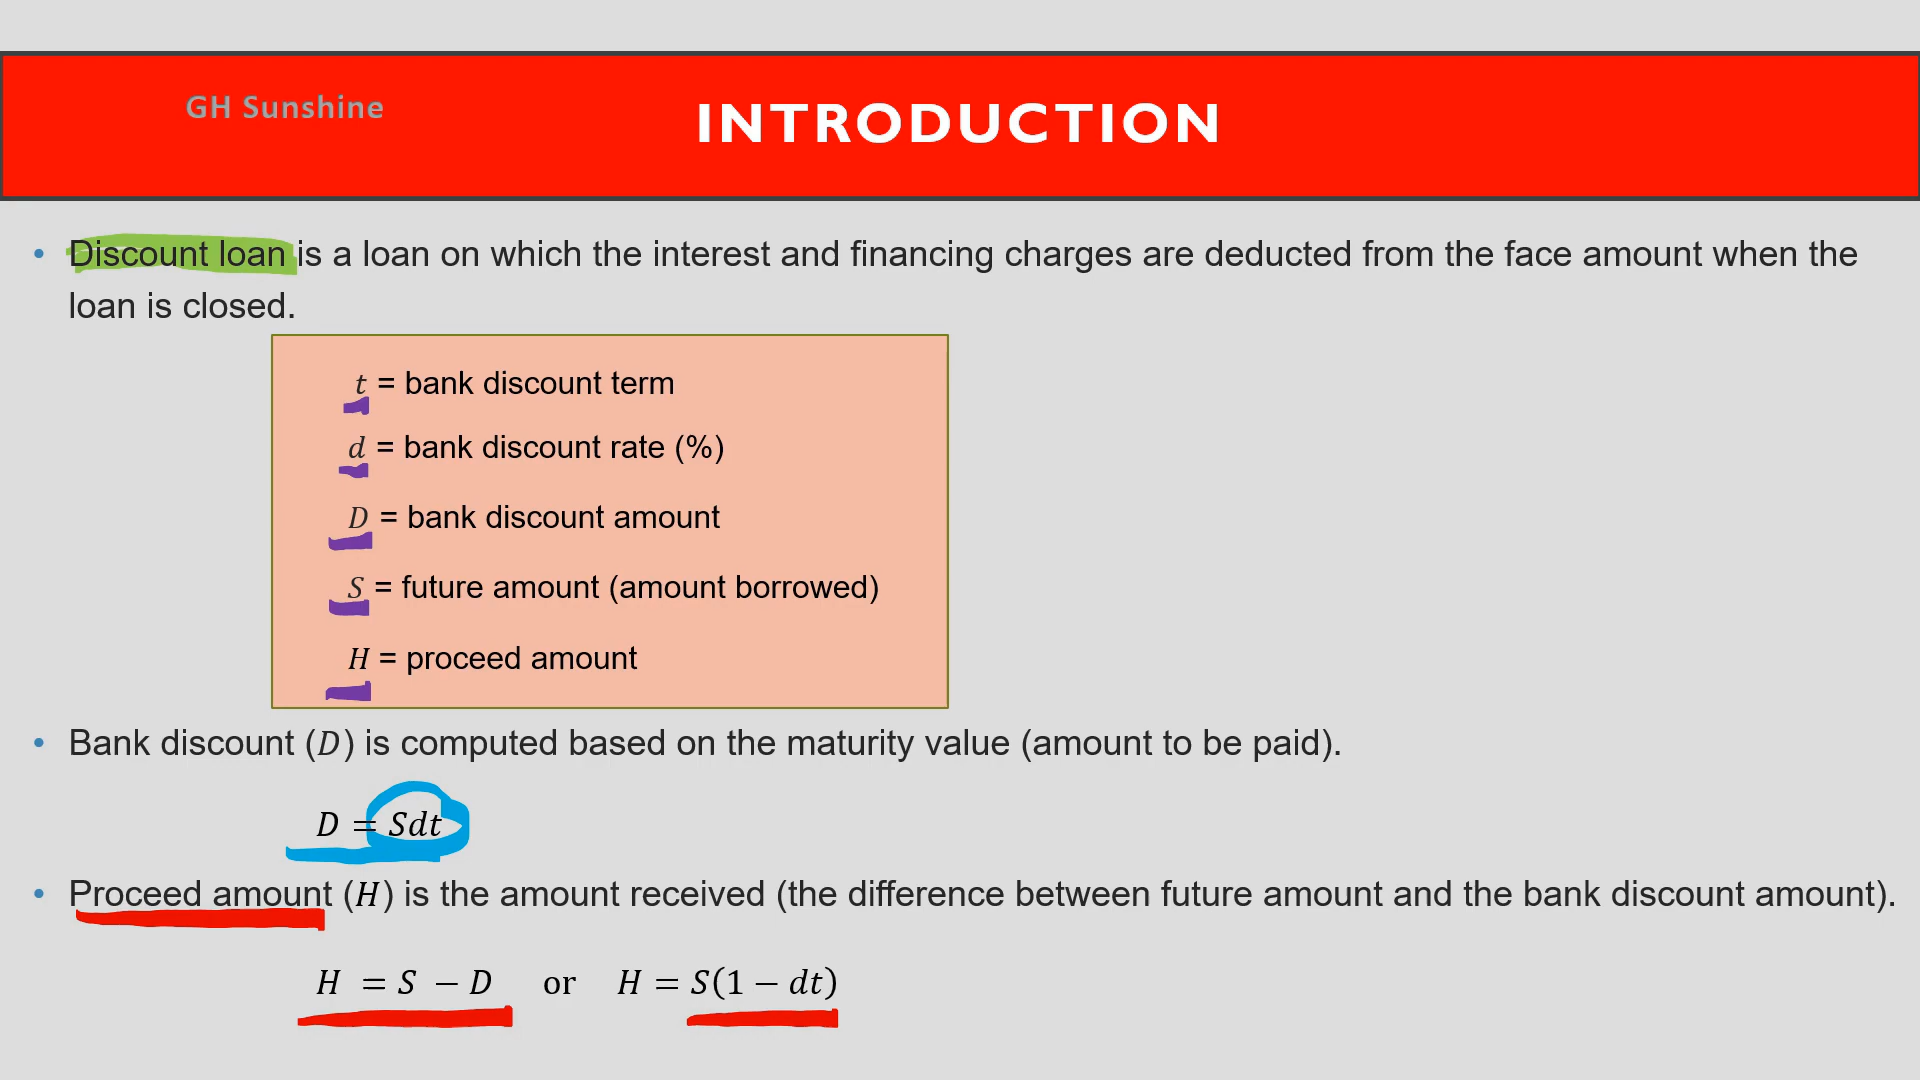 GH Sunshine
INTRODUCTION
• Discount loan is a loan on which the interest and financing charges are deducted from the face amount when the
loan is closed.
t = bank discount term
d = bank discount rate (%)
D = bank discount amount
S = future amount (amount borrowed)
H = proceed amount
• Bank discount (D) is computed based on the maturity value (amount to be paid).
D = Sdt
• Proceed amount (H) is the amount received (the difference between future amount and the bank discount amount).
H = S − D or H = S(1 − dt)